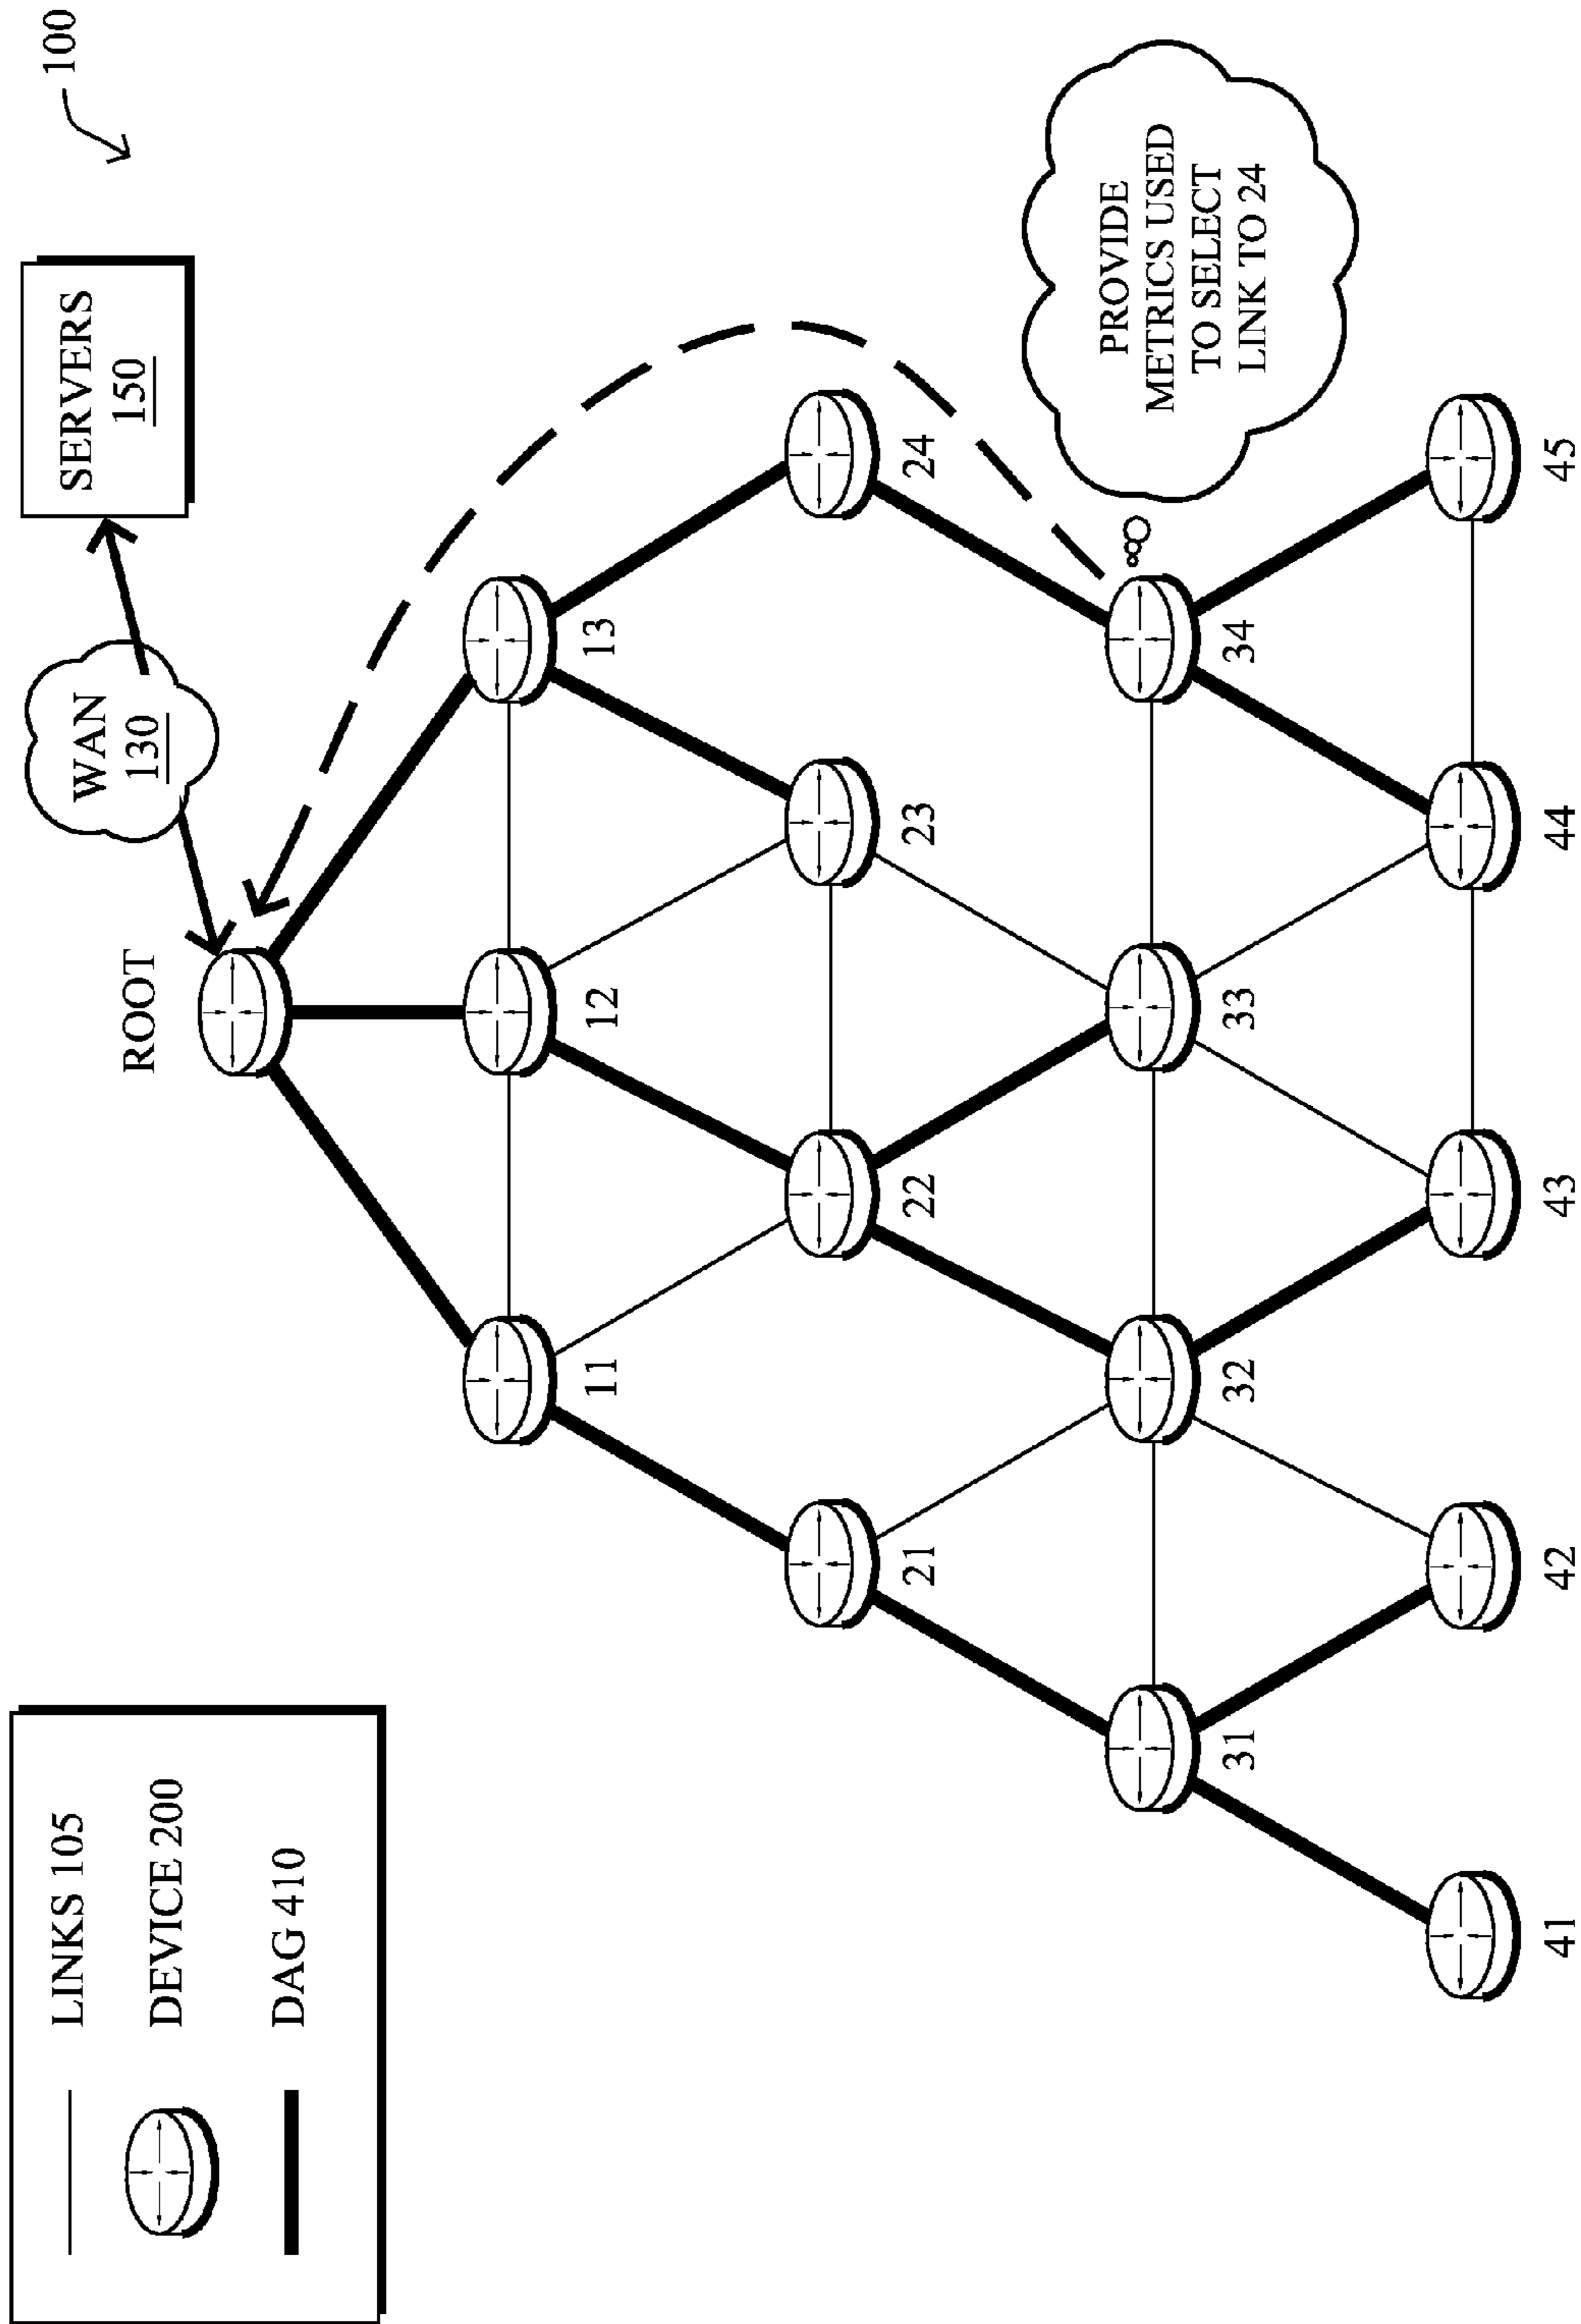 100
SERVERS
150
WAN
130
ROOT
LINKS 105
DEVICE 200
DAG 410
11
12
13
21
22
23
24
PROVIDE
METRICS USED
TO SELECT
LINK TO 24
31
32
33
34
41
42
43
44
45